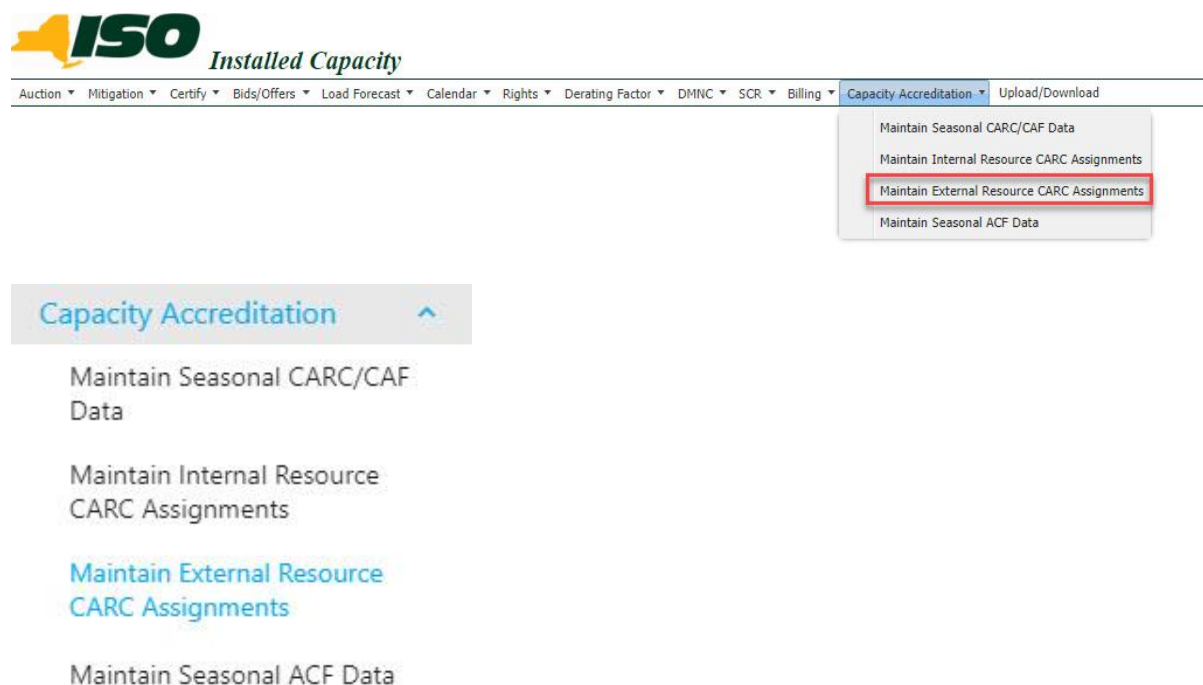 ISO Installed Capacity
Auction Mitigation Certify Bids/Offers Load Forecast Calendar Rights Derating Factor DMNC SCR Billing Capacity Accreditation Upload/Download
Maintain Seasonal CARC/CAF Data
Maintain Internal Resource CARC Assignments
Maintain External Resource CARC Assignments
Maintain Seasonal ACF Data
Capacity Accreditation
Maintain Seasonal CARC/CAF
Data
Maintain Internal Resource
CARC Assignments
Maintain External Resource
CARC Assignments
Maintain Seasonal ACF Data